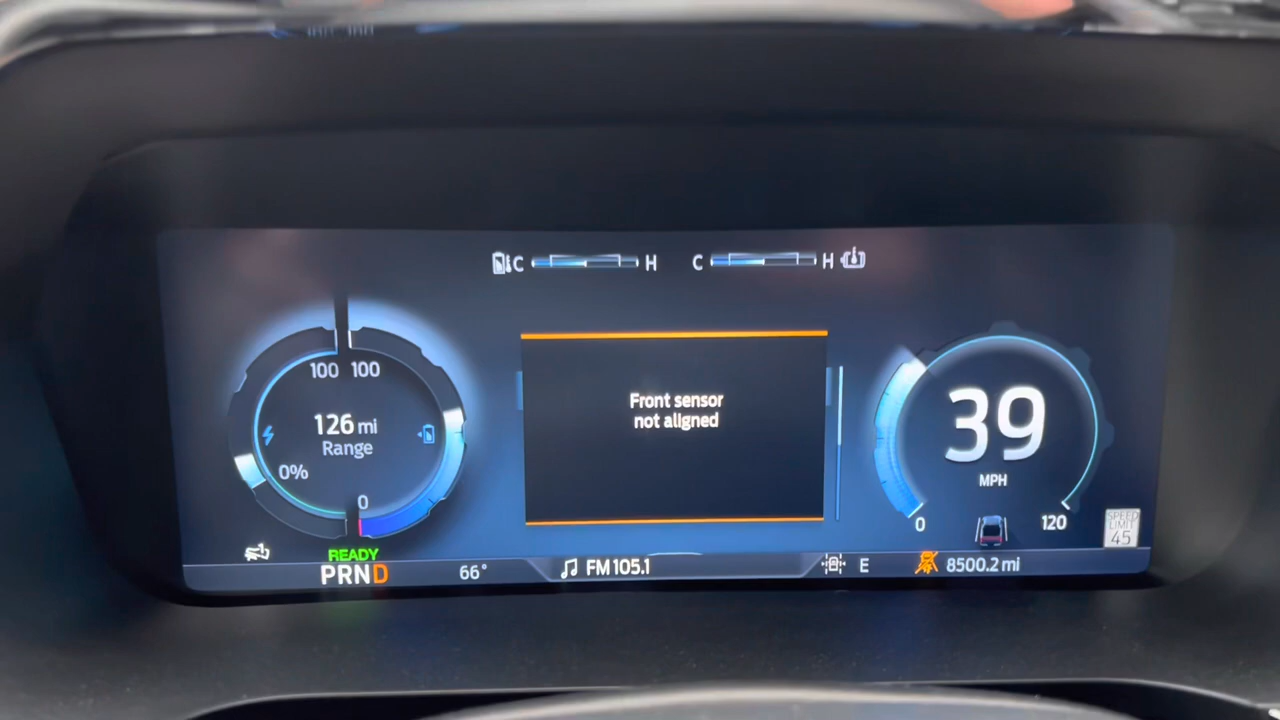 C H C H
100 100
126 mi
Range
0%
0
Front sensor
not aligned
39
MPH
0 120
SPEED
LIMIT
45
READY
PRND 66° FM 105.1 E 8500.2 mi